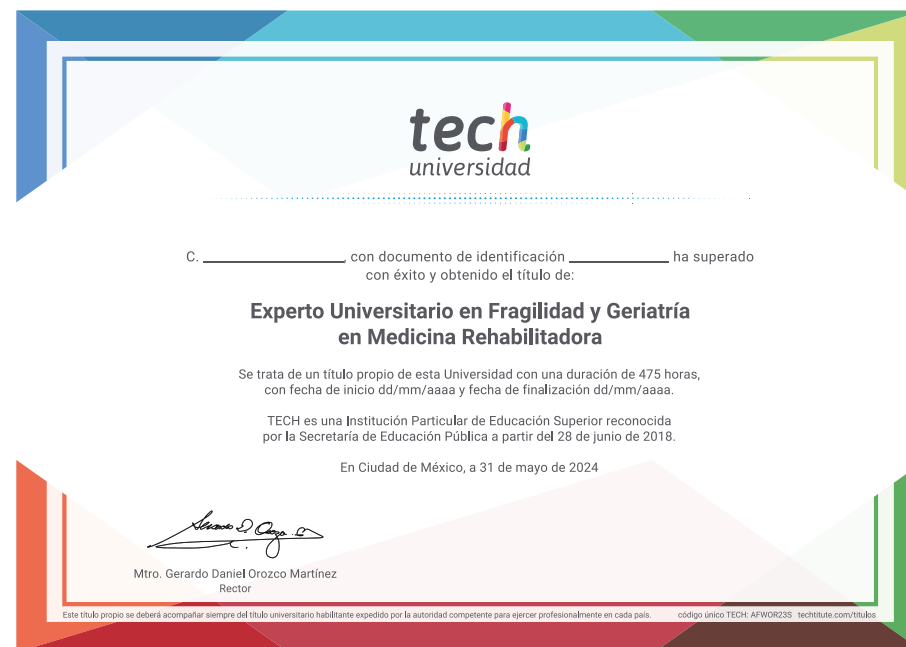 tech
universidad
C. ____________________, con documento de identificación ______________ ha superado
con éxito y obtenido el título de:
Experto Universitario en Fragilidad y Geriatría
en Medicina Rehabilitadora
Se trata de un título propio de esta Universidad con una duración de 475 horas,
con fecha de inicio dd/mm/aaaa y fecha de finalización dd/mm/aaaa.
TECH es una Institución Particular de Educación Superior reconocida
por la Secretaría de Educación Pública a partir del 28 de junio de 2018.
En Ciudad de México, a 31 de mayo de 2024
Mtro. Gerardo Daniel Orozco Martínez
Rector
Este título propio se deberá acompañar siempre del título universitario habilitante expedido por la autoridad competente para ejercer profesionalmente en cada país. código único TECH: AFWOR23S techtitute.com/titulos